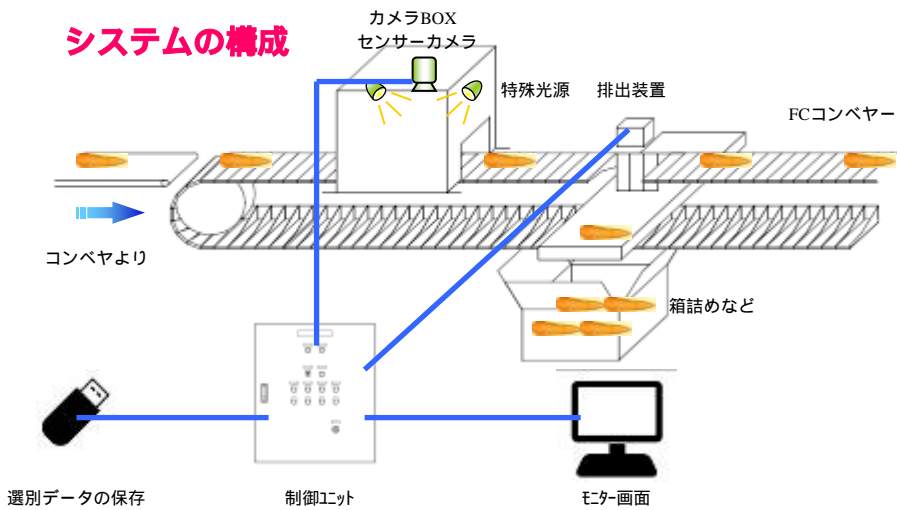 システムの構成
カメラBOX
センサーカメラ
特殊光源
排出装置
FCコンベヤー
コンベヤより
箱詰めなど
選別データの保存
制御ﾕﾆｯﾄ
ﾓﾆﾀｰ画面